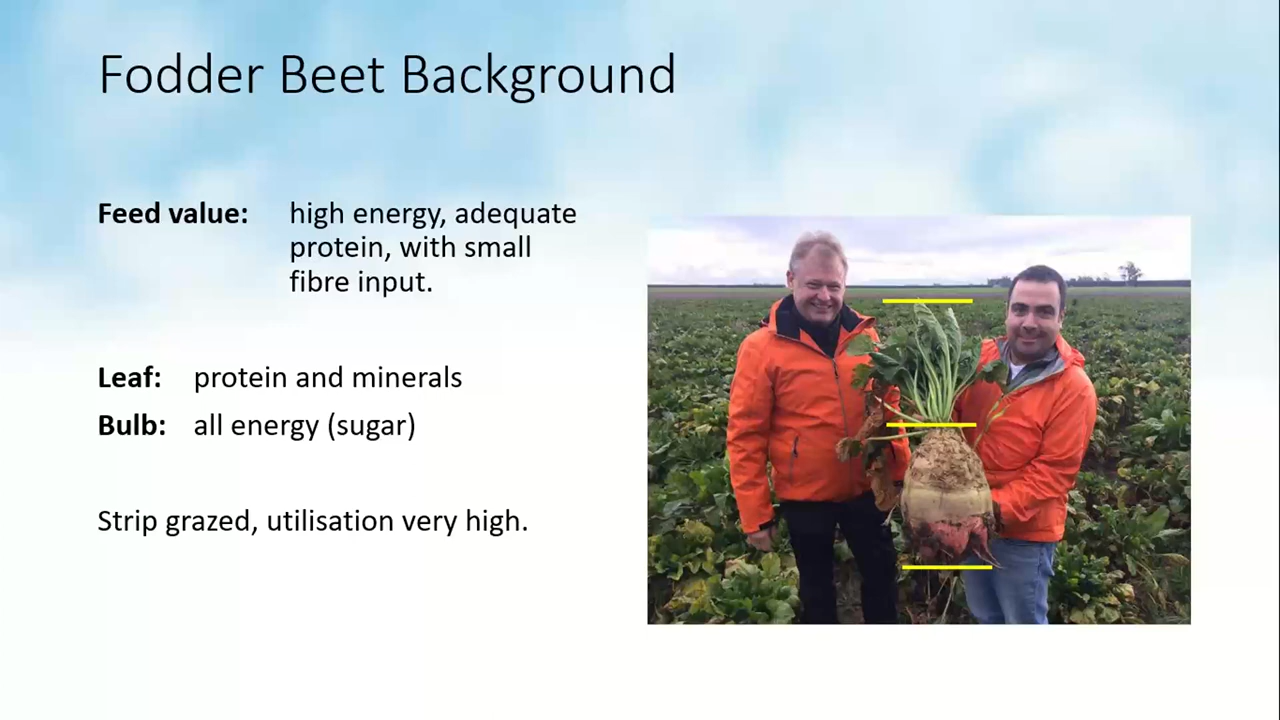 Fodder Beet Background
Feed value: high energy, adequate
protein, with small
fibre input.
Leaf: protein and minerals
Bulb: all energy (sugar)
Strip grazed, utilisation very high.